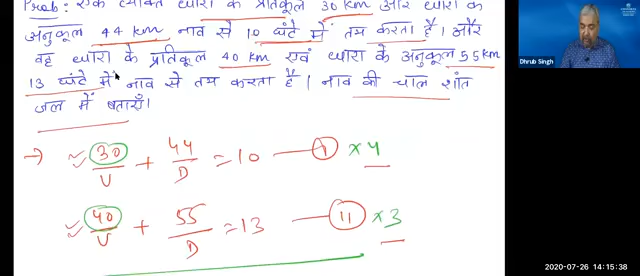 Prob: एक व्यक्ति धारा के प्रतिकूल 30 km और धारा के
अनुकूल 44 km नाव से 10 घंटे में तय करता है। और
वह धारा के प्रतिकूल 40 km एवं धारा के अनुकूल 55 km
13 घंटे में नाव से तय करता है। नाव की चाल शांत
जल में बताएँ।
→ ✓ 30/U + 44/D = 10 — I × 4
✓ 40/U + 55/D = 13 — II × 3
Dhrub Singh
2020-07-26 14:15:38